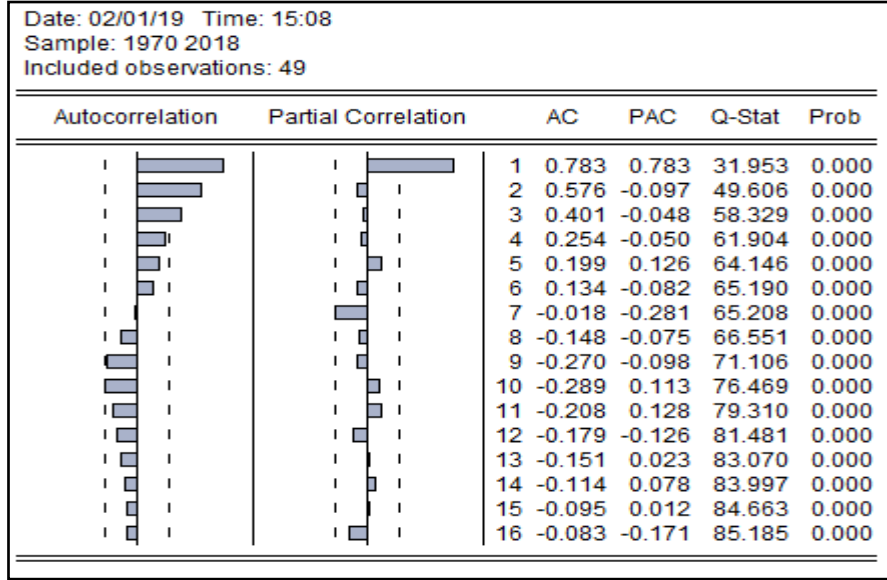 Date: 02/01/19 Time: 15:08
Sample: 1970 2018
Included observations: 49
Autocorrelation Partial Correlation AC PAC Q-Stat Prob
1 0.783 0.783 31.953 0.000
2 0.576 -0.097 49.606 0.000
3 0.401 -0.048 58.329 0.000
4 0.254 -0.050 61.904 0.000
5 0.199 0.126 64.146 0.000
6 0.134 -0.082 65.190 0.000
7 -0.018 -0.281 65.208 0.000
8 -0.148 -0.075 66.551 0.000
9 -0.270 -0.098 71.106 0.000
10 -0.289 0.113 76.469 0.000
11 -0.208 0.128 79.310 0.000
12 -0.179 -0.126 81.481 0.000
13 -0.151 0.023 83.070 0.000
14 -0.114 0.078 83.997 0.000
15 -0.095 0.012 84.663 0.000
16 -0.083 -0.171 85.185 0.000